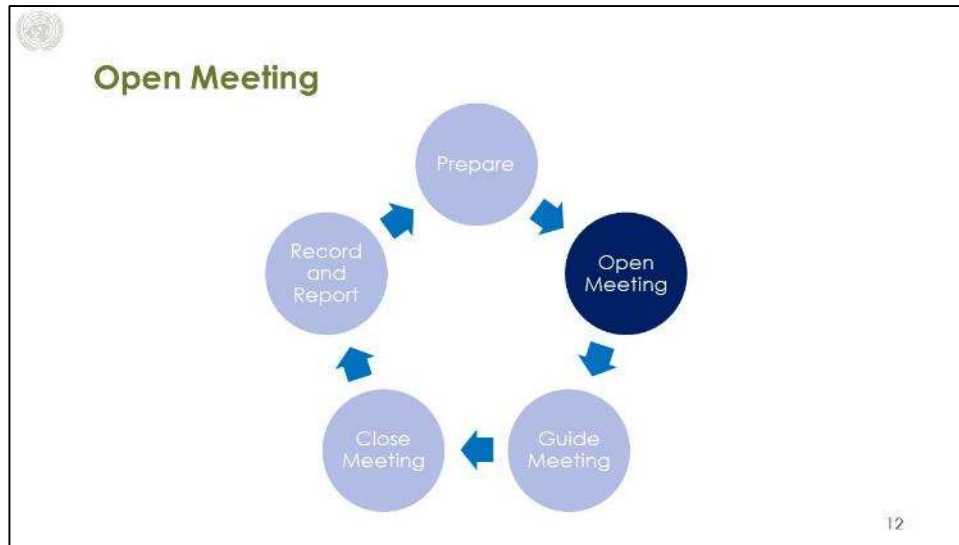 Open Meeting
Prepare
Open
Meeting
Guide
Meeting
Close
Meeting
Record
and
Report
12